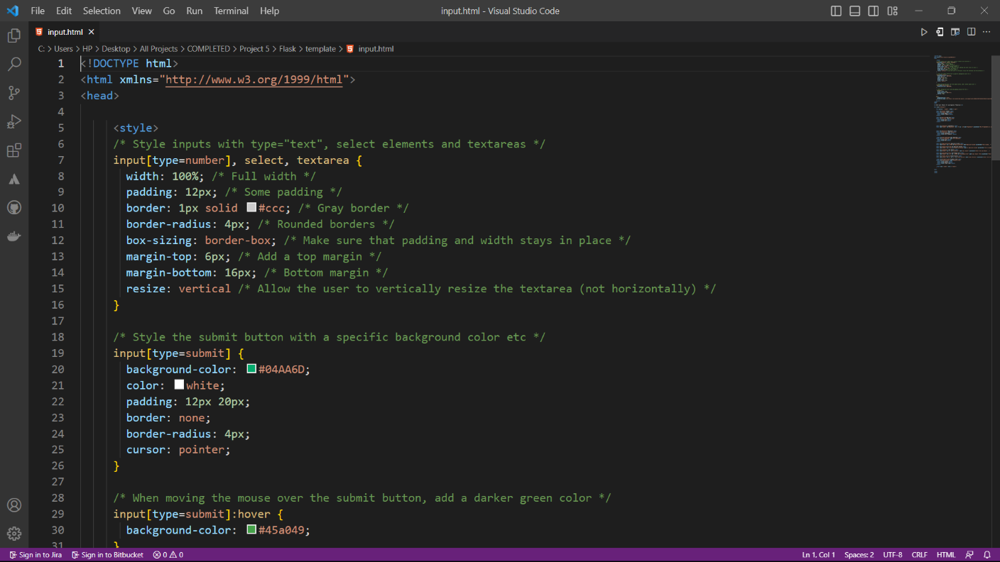 File Edit Selection View Go Run Terminal Help input.html - Visual Studio Code
input.html
C: > Users > HP > Desktop > All Projects > COMPLETED > Project 5 > Flask > template > input.html
1 <!DOCTYPE html>
2 <html xmlns="http://www.w3.org/1999/html">
3 <head>
4
5 <style>
6 /* Style inputs with type="text", select elements and textareas */
7 input[type=number], select, textarea {
8 width: 100%; /* Full width */
9 padding: 12px; /* Some padding */
10 border: 1px solid #ccc; /* Gray border */
11 border-radius: 4px; /* Rounded borders */
12 box-sizing: border-box; /* Make sure that padding and width stays in place */
13 margin-top: 6px; /* Add a top margin */
14 margin-bottom: 16px; /* Bottom margin */
15 resize: vertical /* Allow the user to vertically resize the textarea (not horizontally) */
16 }
17
18 /* Style the submit button with a specific background color etc */
19 input[type=submit] {
20 background-color: #04AA6D;
21 color: white;
22 padding: 12px 20px;
23 border: none;
24 border-radius: 4px;
25 cursor: pointer;
26 }
27
28 /* When moving the mouse over the submit button, add a darker green color */
29 input[type=submit]:hover {
30 background-color: #45a049;
31 }
Sign in to Jira Sign in to Bitbucket 0 0 Ln 1, Col 1 Spaces: 2 UTF-8 CRLF HTML